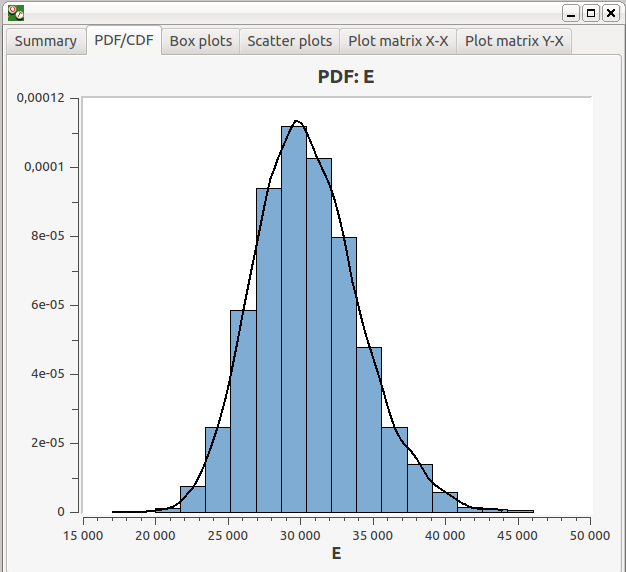 Summary PDF/CDF Box plots Scatter plots Plot matrix X-X Plot matrix Y-X
PDF: E
0,00012
0,0001
8e-05
6e-05
4e-05
2e-05
0
15 000 20 000 25 000 30 000 35 000 40 000 45 000 50 000
E